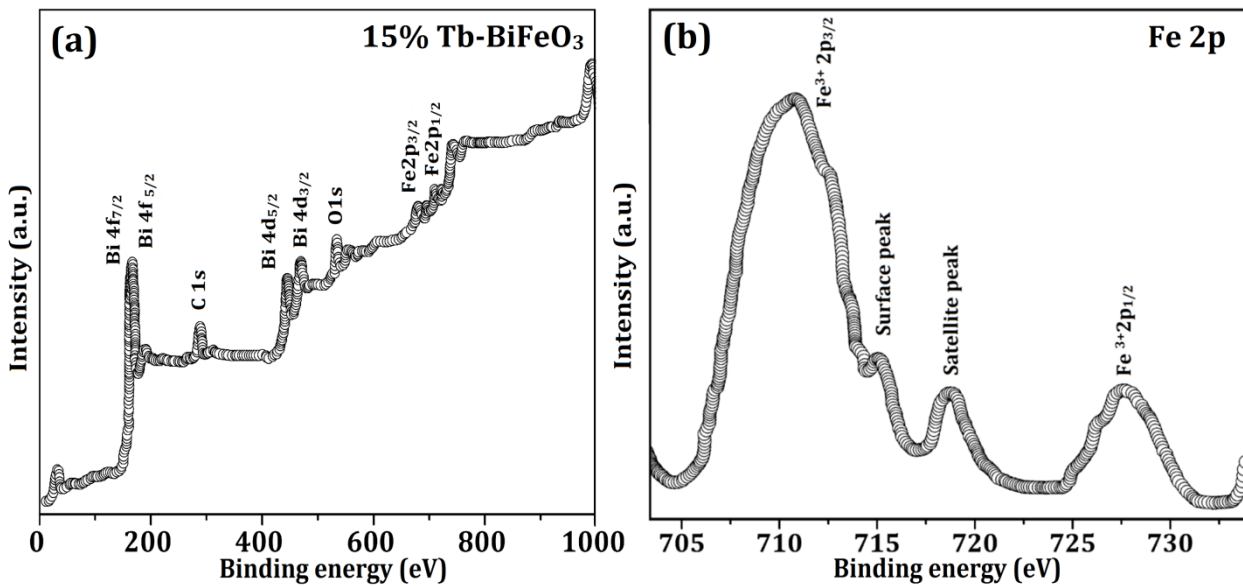 (a)
15% Tb-BiFeO₃
Intensity (a.u.)
Bi 4f₇/₂
Bi 4f ₅/₂
C 1s
Bi 4d₅/₂
Bi 4d₃/₂
O1s
Fe2p₃/₂
Fe2p₁/₂
0 200 400 600 800 1000
Binding energy (eV)
(b)
Fe 2p
Intensity (a.u.)
Fe³⁺ 2p₃/₂
Surface peak
Satellite peak
Fe ³⁺2p₁/₂
705 710 715 720 725 730
Binding energy (eV)